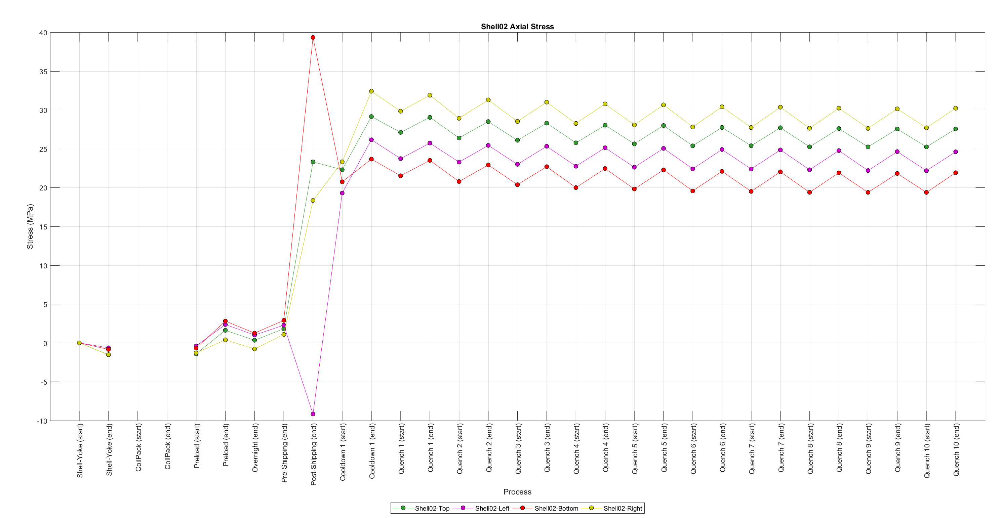 Shell02 Axial Stress
40
35
30
25
20
15
10
5
0
-5
-10
Stress (MPa)
Shell-Yoke (start)
Shell-Yoke (end)
CoilPack (start)
CoilPack (end)
Preload (start)
Preload (end)
Overnight (end)
Pre-Shipping (end)
Post-Shipping (end)
Cooldown 1 (start)
Cooldown 1 (end)
Quench 1 (start)
Quench 1 (end)
Quench 2 (start)
Quench 2 (end)
Quench 3 (start)
Quench 3 (end)
Quench 4 (start)
Quench 4 (end)
Quench 5 (start)
Quench 5 (end)
Quench 6 (start)
Quench 6 (end)
Quench 7 (start)
Quench 7 (end)
Quench 8 (start)
Quench 8 (end)
Quench 9 (start)
Quench 9 (end)
Quench 10 (start)
Quench 10 (end)
Process
Shell02-Top Shell02-Left Shell02-Bottom Shell02-Right